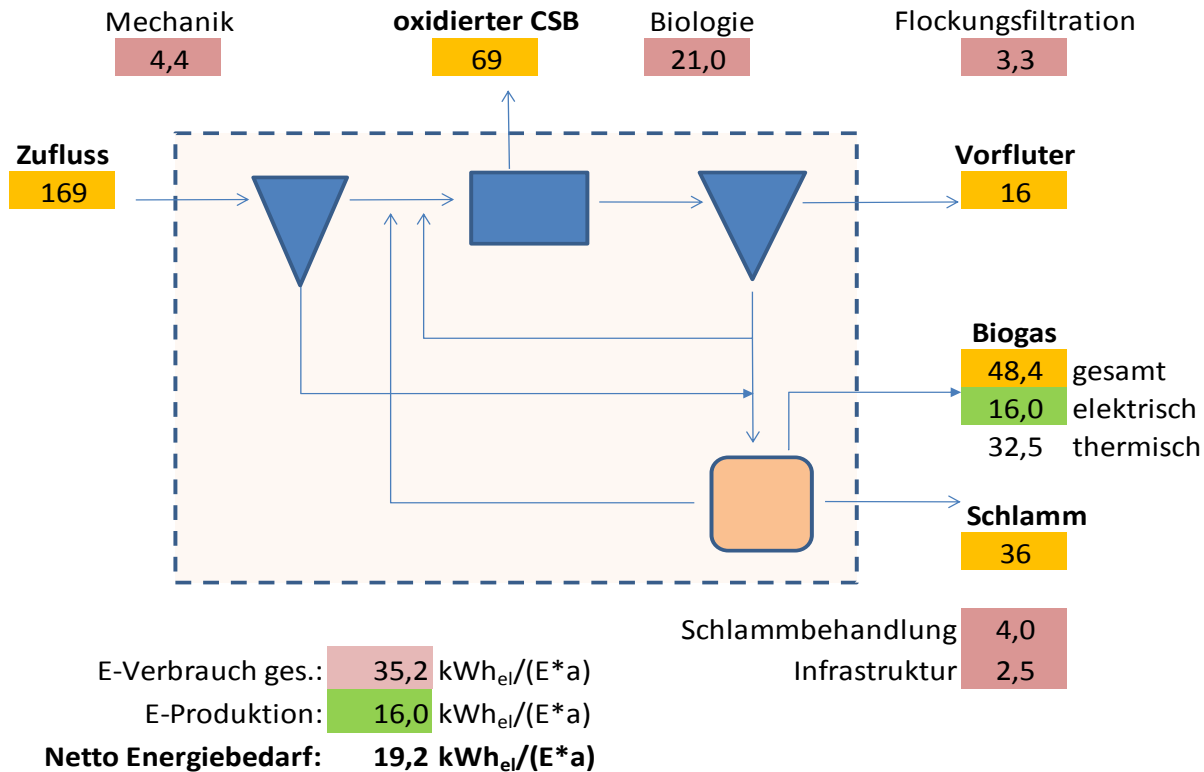 Mechanik
4,4
oxidierter CSB
69
Biologie
21,0
Flockungsfiltration
3,3
Zufluss
169
Vorfluter
16
Biogas
48,4 gesamt
16,0 elektrisch
32,5 thermisch
Schlamm
36
Schlammbehandlung 4,0
Infrastruktur 2,5
E-Verbrauch ges.: 35,2 kWhel/(E*a)
E-Produktion: 16,0 kWhel/(E*a)
Netto Energiebedarf: 19,2 kWhel/(E*a)